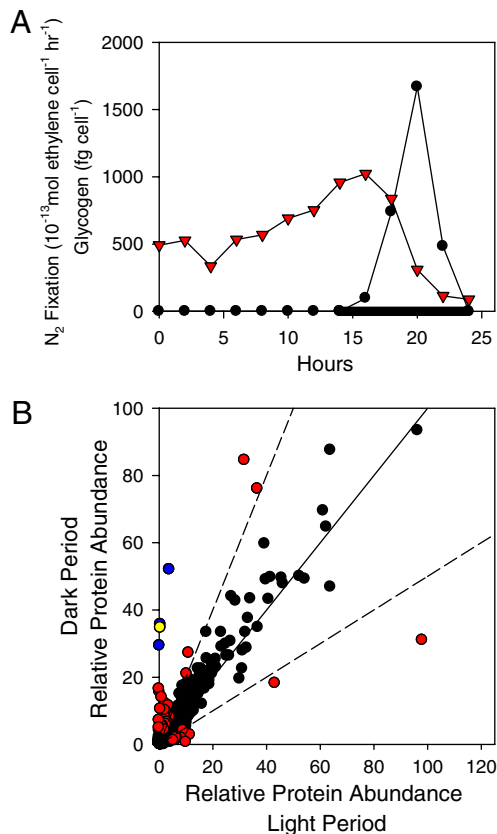 A
N₂ Fixation (10⁻¹³mol ethylene cell⁻¹ hr⁻¹)
Glycogen (fg cell⁻¹)
2000
1500
1000
500
0
0 5 10 15 20 25
Hours
B
Dark Period
Relative Protein Abundance
100
80
60
40
20
0
0 20 40 60 80 100 120
Relative Protein Abundance
Light Period